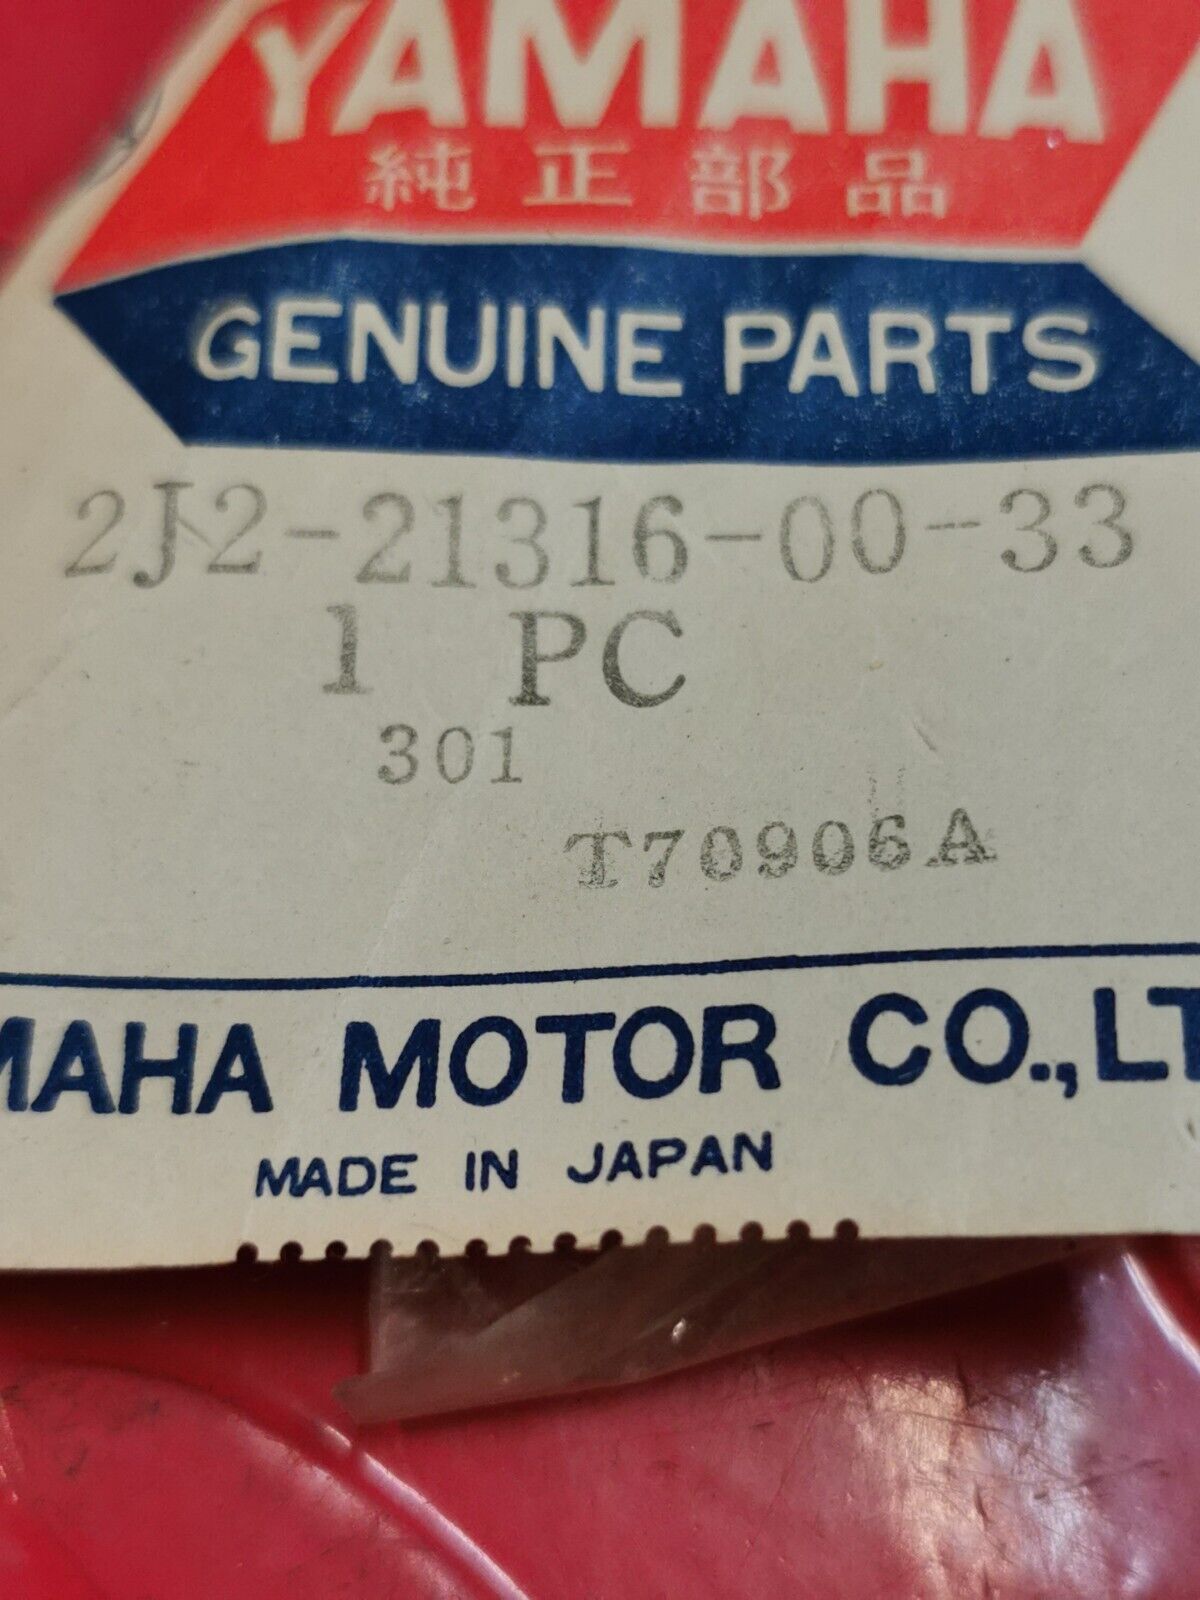 YAMAHA
純正部品
GENUINE PARTS
2J2-21316-00-33
1 PC
301
T70906A
MAHA MOTOR CO.,LT
MADE IN JAPAN